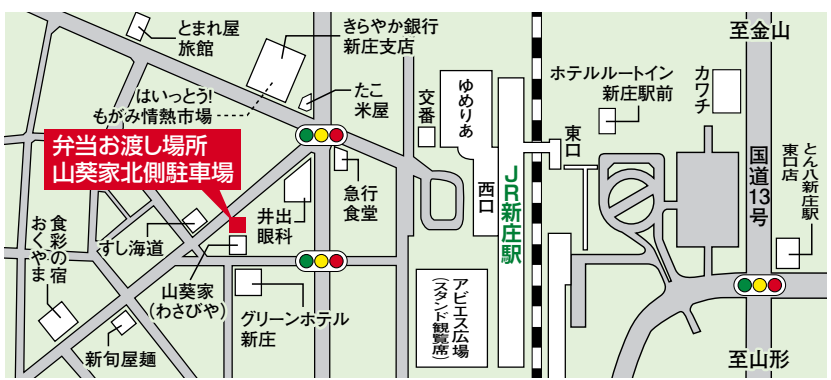 とまれ屋
旅館
きらやか銀行
新庄支店
はいっとう!
もがみ情熱市場
たこ
米屋
弁当お渡し場所
山葵家北側駐車場
急行
食堂
井出
眼科
すし海道
食彩の宿
おくやま
山葵家
(わさびや)
グリーンホテル
新庄
新旬屋麺
交番
ゆめりあ
西口
JR新庄駅
アビエス広場
(スタンド観覧席)
東口
ホテルルートイン
新庄駅前
カワチ
至金山
国道13号
とん八新庄駅
東口店
至山形